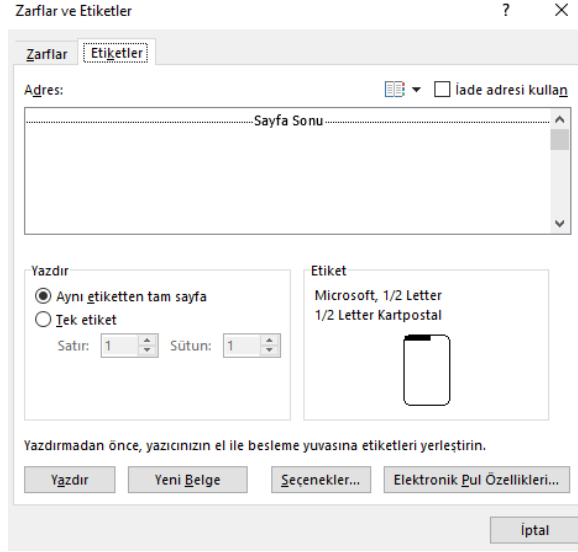 Zarflar ve Etiketler ?
Zarflar Etiketler
Adres: İade adresi kullan
Sayfa Sonu
Yazdır
Aynı etiketten tam sayfa
Tek etiket
Satır: 1 Sütun: 1
Etiket
Microsoft, 1/2 Letter
1/2 Letter Kartpostal
Yazdırmadan önce, yazıcınızın el ile besleme yuvasına etiketleri yerleştirin.
Yazdır Yeni Belge Seçenekler... Elektronik Pul Özellikleri...
İptal